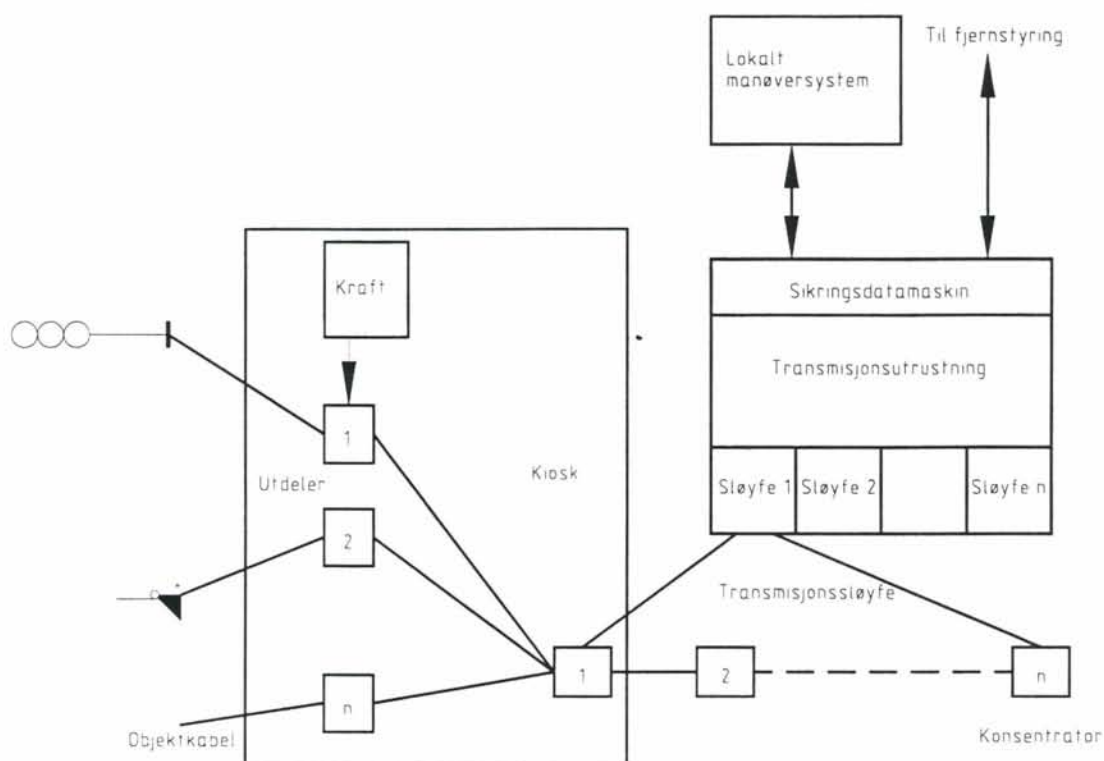 Til fjernstyring
Lokalt
manøversystem
Kraft
Sikringsdatamaskin
Transmisjonsutrustning
1
Utdeler
Kiosk
Sløyfe 1
Sløyfe 2
Sløyfe n
2
Transmisjonssløyfe
1
2
n
n
Objektkabel
Konsentrator